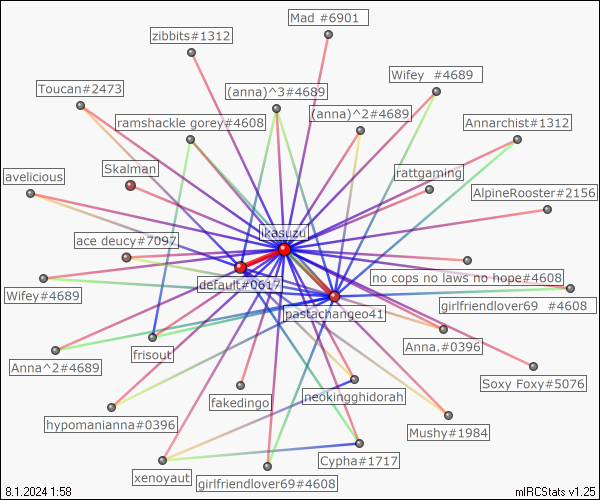 Mad #6901
zibbits#1312
Wifey  #4689
Toucan#2473
(anna)^3#4689
(anna)^2#4689
ramshackle gorey#4608
Annarchist#1312
Skalman
rattgaming
avelicious
AlpineRooster#2156
ikasuzu
ace deucy#7097
no cops no laws no hope#4608
default#0617
Wifey#4689
girlfriendlover69  #4608
pastachangeo41
Anna.#0396
frisout
Anna^2#4689
Soxy Foxy#5076
neokingghidorah
fakedingo
hypomanianna#0396
Mushy#1984
Cypha#1717
xenoyaut
girlfriendlover69#4608
8.1.2024 1:58
mIRCStats v1.25